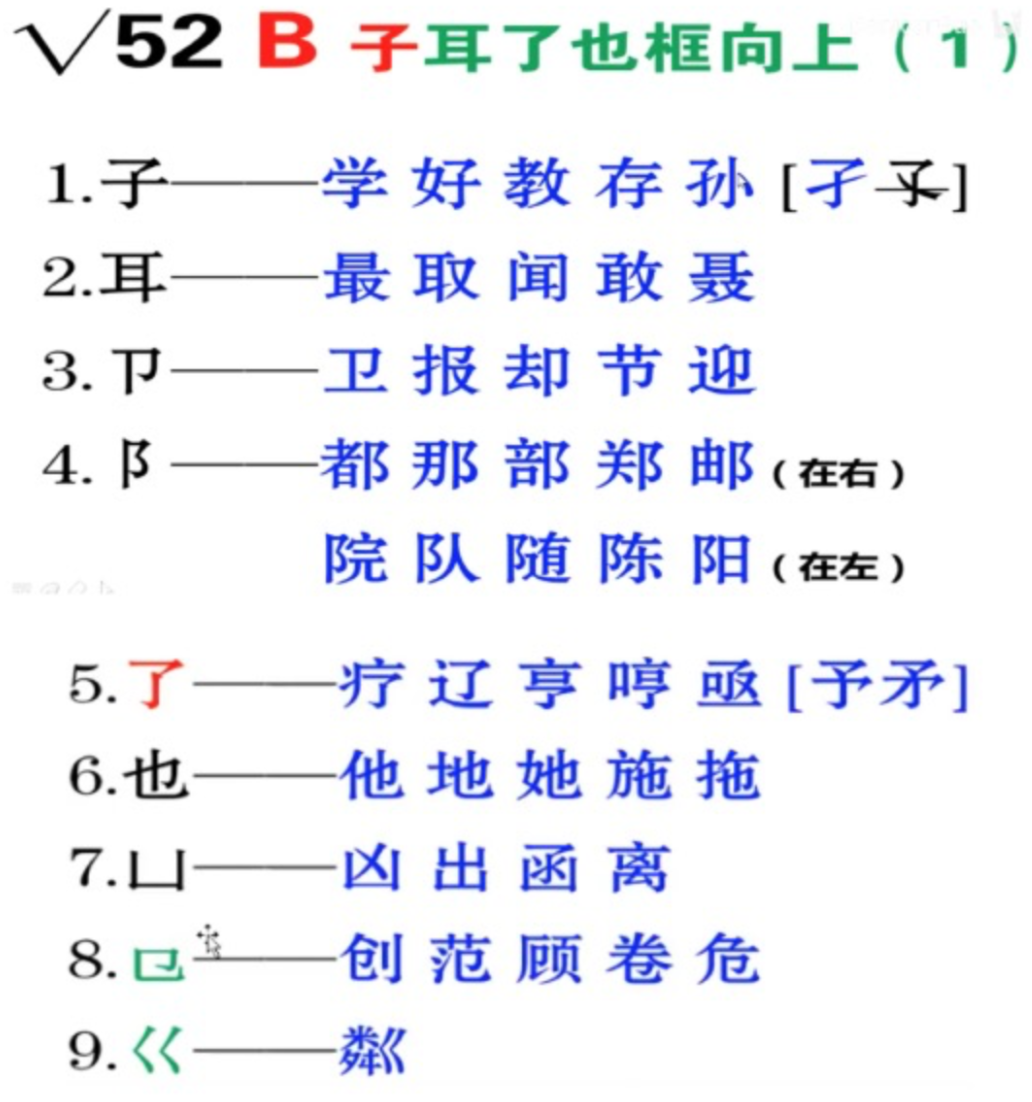 √52 B 子耳了也框向上（1）
1.子——学 好 教 存 孙 [孑孓]
2.耳——最 取 闻 敢 聂
3.卩——卫 报 却 节 迎
4.阝——都 那 部 郑 邮（在右）
院 队 随 陈 阳（在左）
5.了——疗 辽 亨 哼 亟 [予矛]
6.也——他 地 她 施 拖
7.凵——凶 出 函 离
8.㔾——创 范 顾 卷 危
9.巜——粼